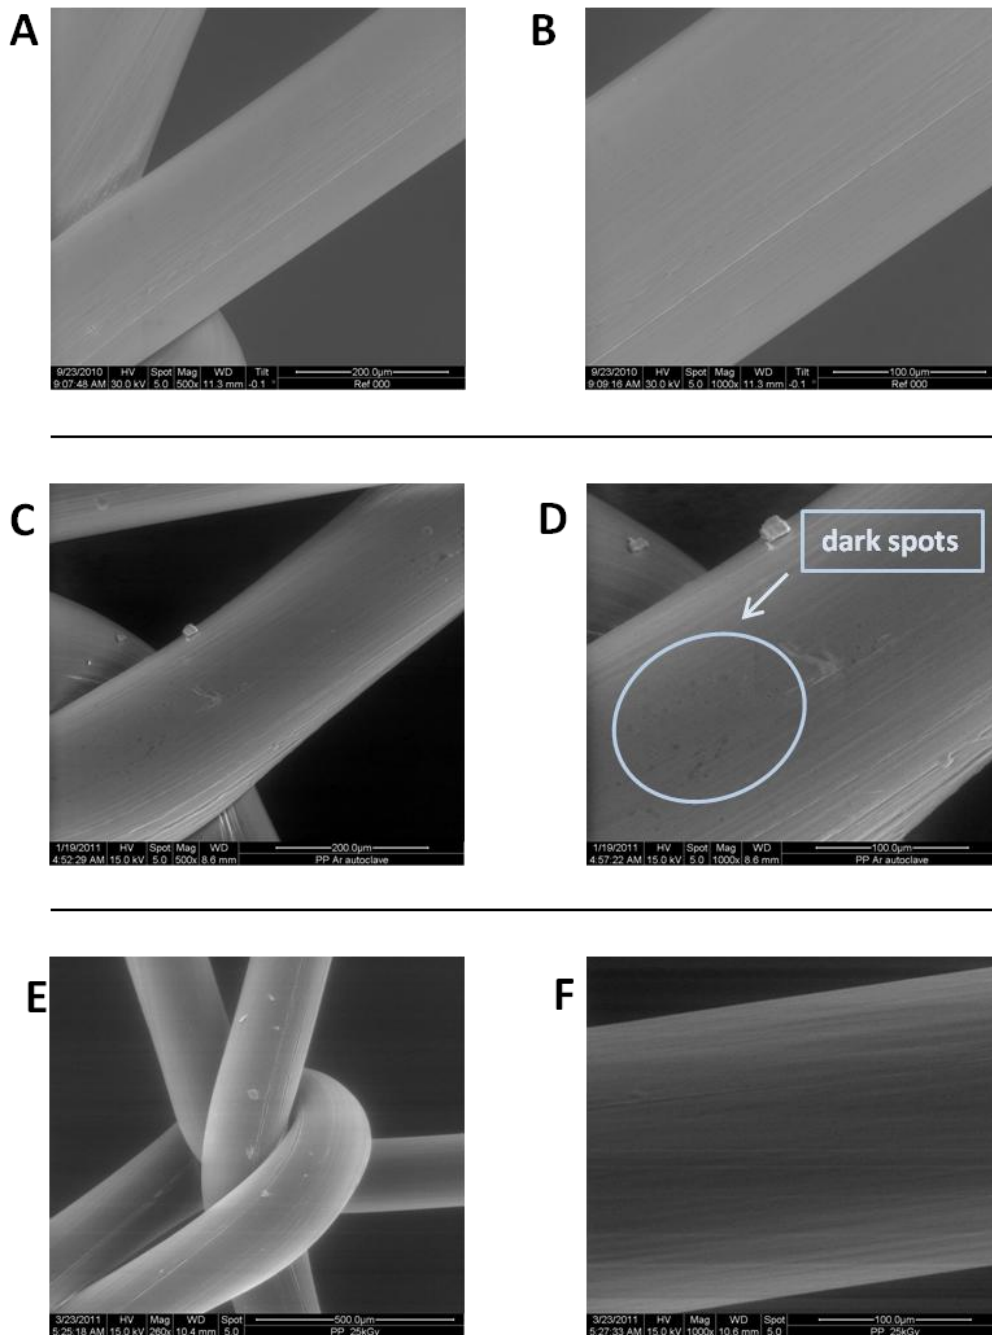 A
B
9/23/2010 HV Spot Mag WD Tilt 200.0µm
9:07:48 AM 30.0 kV 5.0 500x 11.3 mm -0.1 ° Ref 000
9/23/2010 HV Spot Mag WD Tilt 100.0µm
9:09:16 AM 30.0 kV 5.0 1000x 11.3 mm -0.1 ° Ref 000
C
D
dark spots
1/19/2011 HV Spot Mag WD 200.0µm
4:52:29 AM 15.0 kV 5.0 500x 8.6 mm PP Ar autoclave
1/19/2011 HV Spot Mag WD 100.0µm
4:57:22 AM 15.0 kV 5.0 1000x 8.6 mm PP Ar autoclave
E
F
3/23/2011 HV Mag WD Spot 500.0µm
5:25:18 AM 15.0 kV 260x 10.4 mm 5.0 PP_25kGy
3/23/2011 HV Mag WD Spot 100.0µm
5:27:33 AM 15.0 kV 1000x 10.6 mm 5.0 PP_25kGy